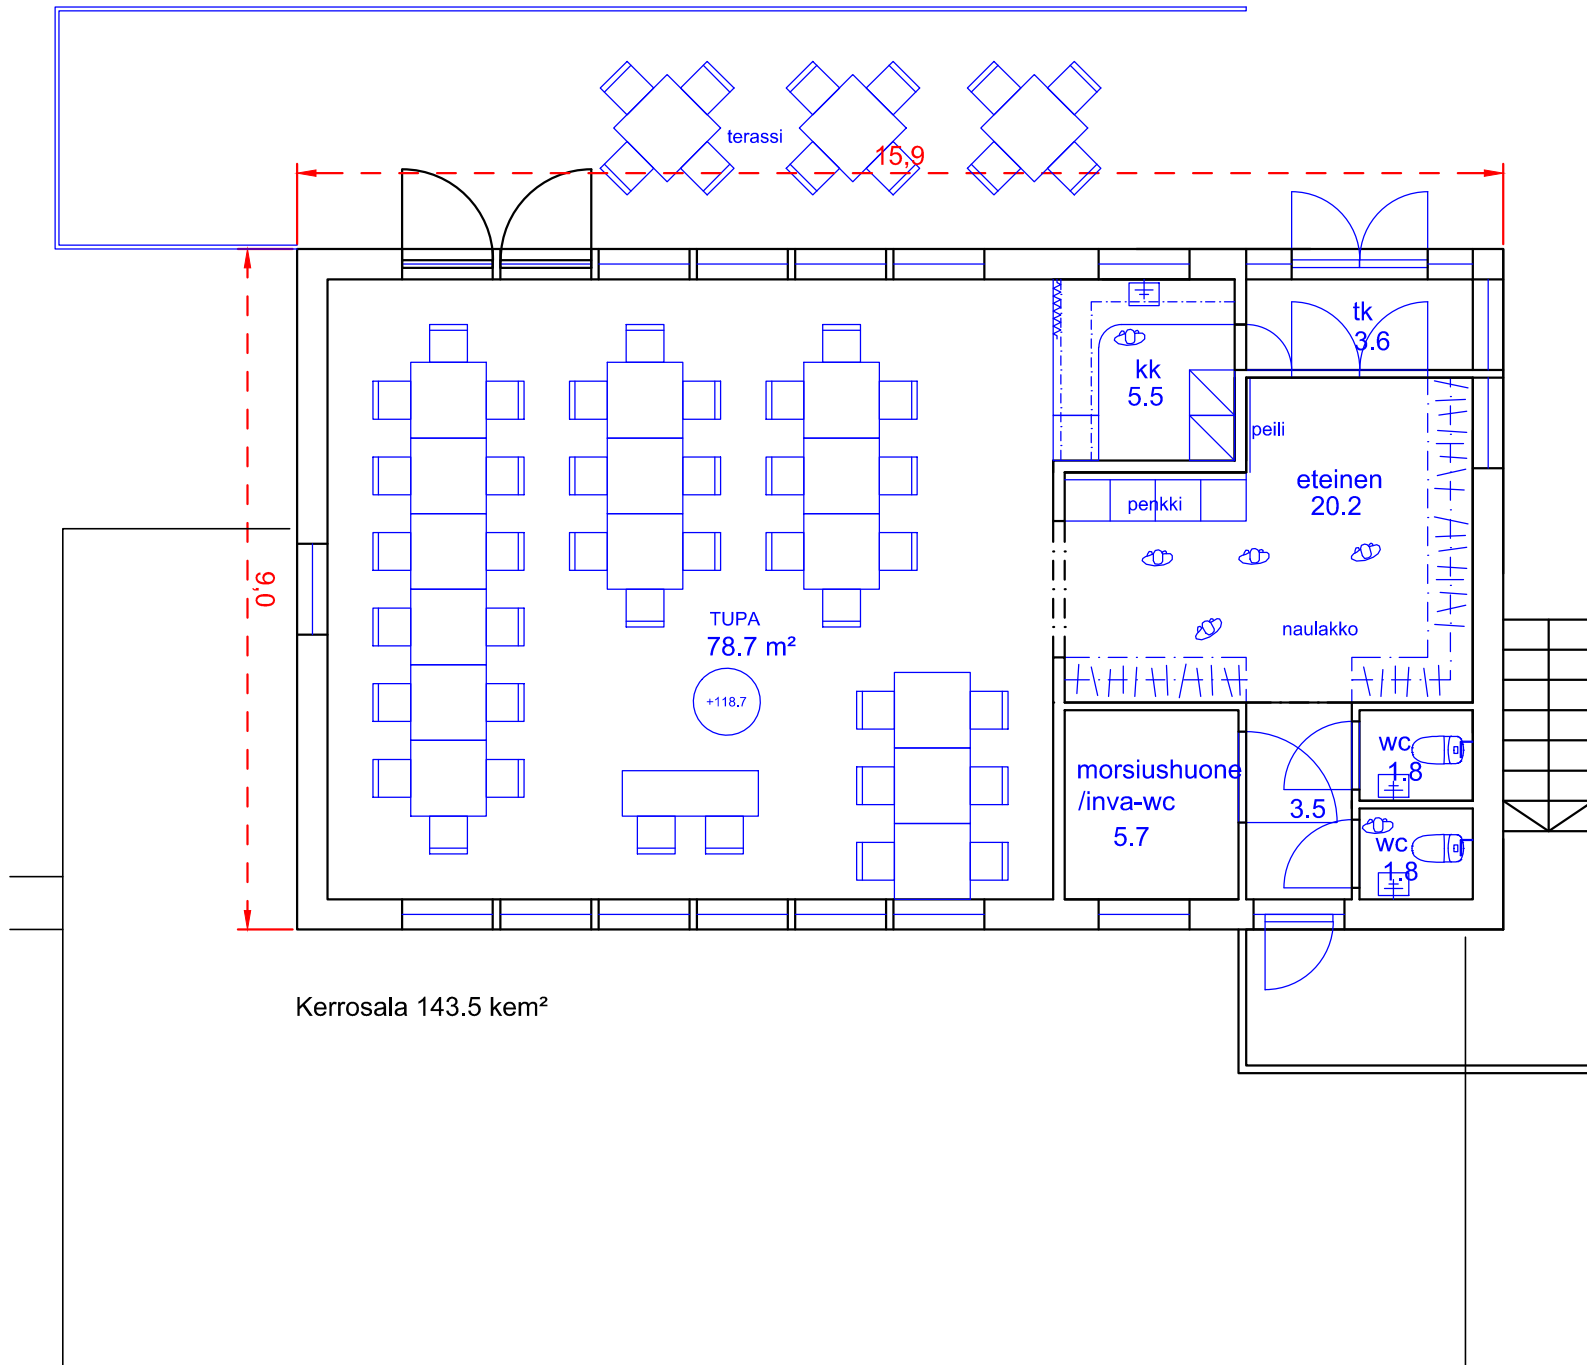 terassi
15,9
tk
3.6
kk
5.5
peili
eteinen
20.2
penkki
9,0
TUPA
78.7 m²
naulakko
+118.7
wc
1.8
morsiushuone
/inva-wc
5.7
3.5
wc
1.8
Kerrosala 143.5 kem²